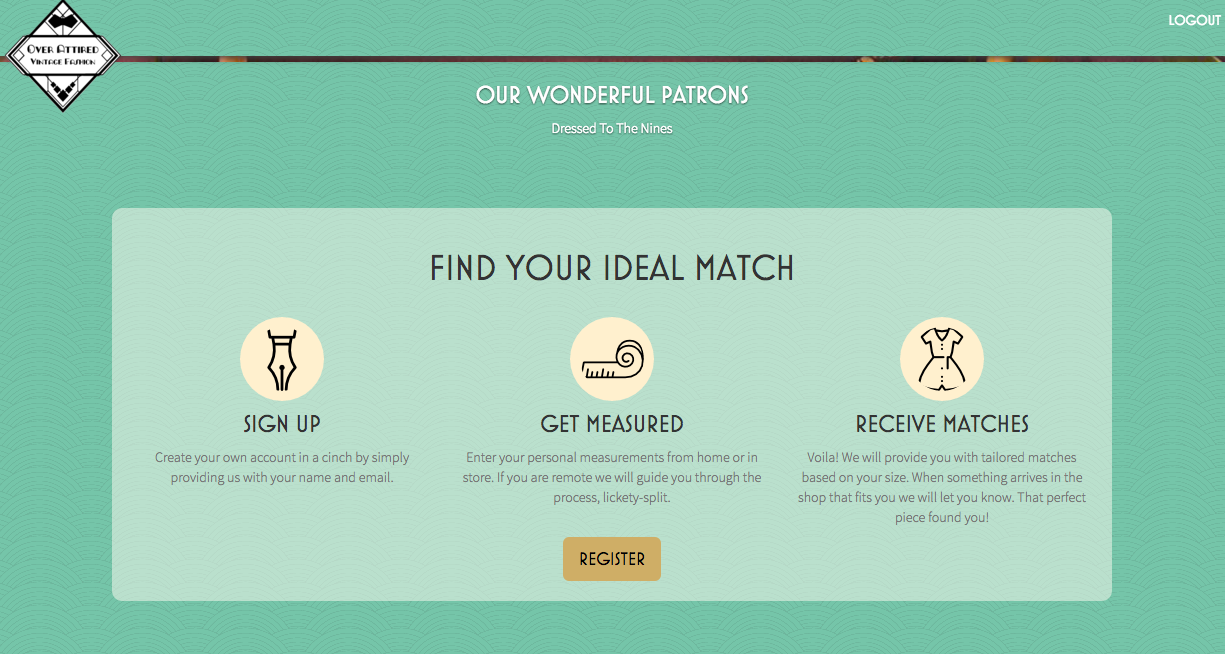 LOGOUT
OVER ATTIRED
VINTAGE FASHION
OUR WONDERFUL PATRONS
Dressed To The Nines
FIND YOUR IDEAL MATCH
SIGN UP
Create your own account in a cinch by simply
providing us with your name and email.
GET MEASURED
Enter your personal measurements from home or in
store. If you are remote we will guide you through the
process, lickety-split.
RECEIVE MATCHES
Voila! We will provide you with tailored matches
based on your size. When something arrives in the
shop that fits you we will let you know. That perfect
piece found you!
REGISTER